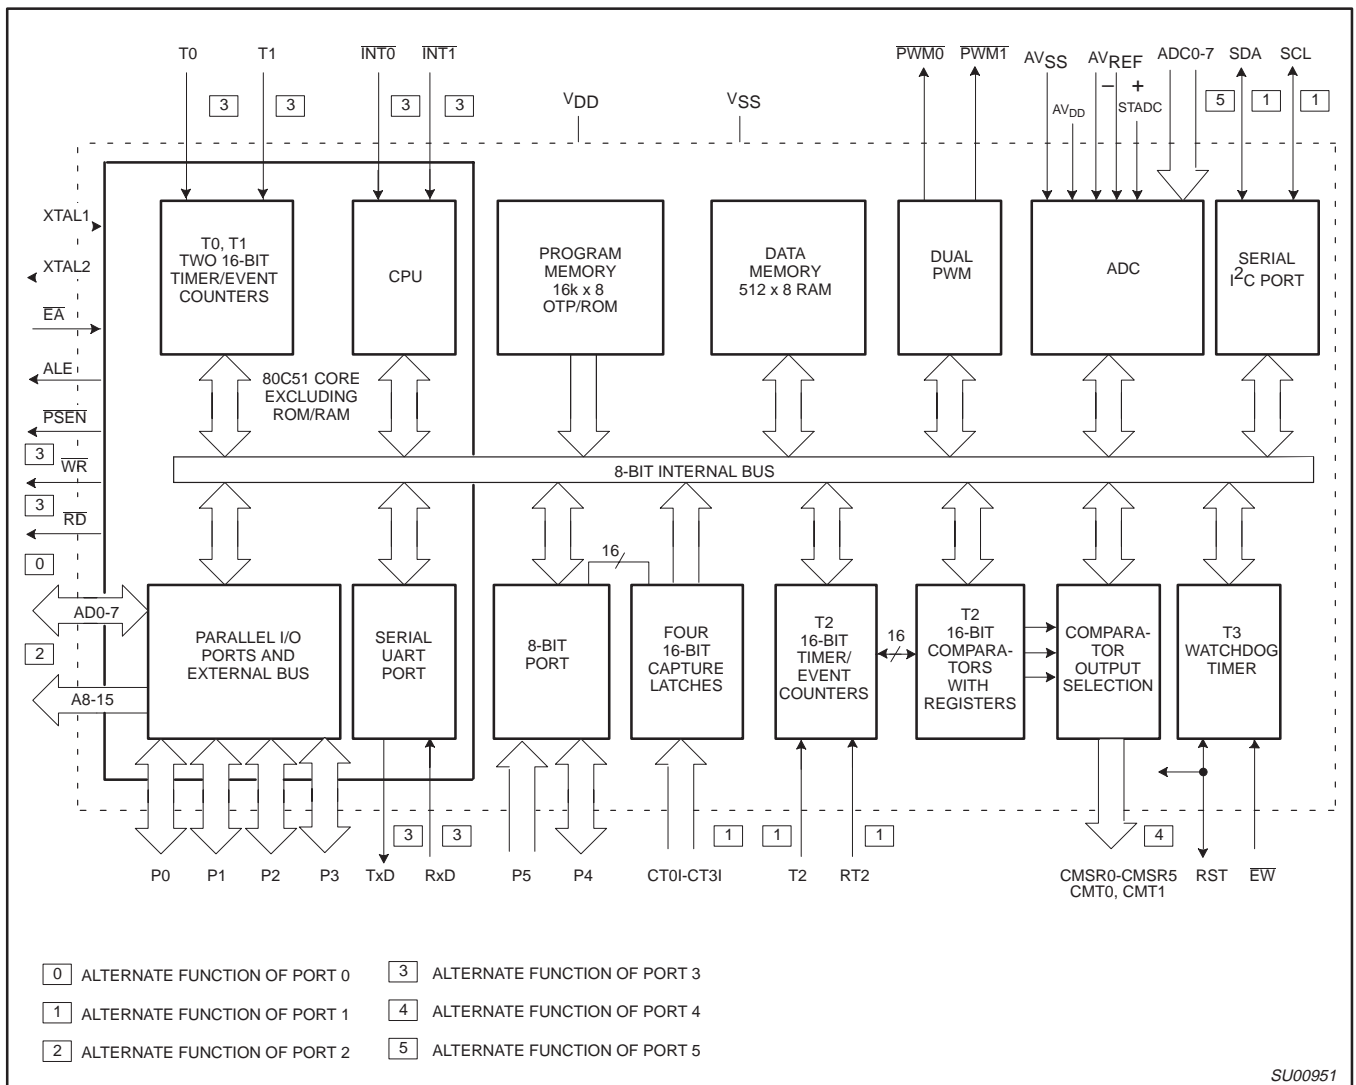 T0 T1 INT0 INT1 PWM0 PWM1 AVSS AVREF ADC0-7 SDA SCL
− +
3 3 3 3 VDD VSS AVDD STADC 5 1 1
XTAL1
XTAL2
EA
ALE
PSEN
3 WR
3 RD
0
AD0-7
2
A8-15
T0, T1
TWO 16-BIT
TIMER/EVENT
COUNTERS
CPU
PROGRAM
MEMORY
16k x 8
OTP/ROM
DATA
MEMORY
512 x 8 RAM
DUAL
PWM
ADC
SERIAL
I2C PORT
80C51 CORE
EXCLUDING
ROM/RAM
8-BIT INTERNAL BUS
PARALLEL I/O
PORTS AND
EXTERNAL BUS
SERIAL
UART
PORT
8-BIT
PORT
16
FOUR
16-BIT
CAPTURE
LATCHES
T2
16-BIT
TIMER/
EVENT
COUNTERS
16
T2
16-BIT
COMPARA-
TORS
WITH
REGISTERS
COMPARA-
TOR
OUTPUT
SELECTION
T3
WATCHDOG
TIMER
3 3 1 1 1 4
P0 P1 P2 P3 TxD RxD P5 P4 CT0I-CT3I T2 RT2 CMSR0-CMSR5 RST EW
CMT0, CMT1
0 ALTERNATE FUNCTION OF PORT 0
1 ALTERNATE FUNCTION OF PORT 1
2 ALTERNATE FUNCTION OF PORT 2
3 ALTERNATE FUNCTION OF PORT 3
4 ALTERNATE FUNCTION OF PORT 4
5 ALTERNATE FUNCTION OF PORT 5
SU00951